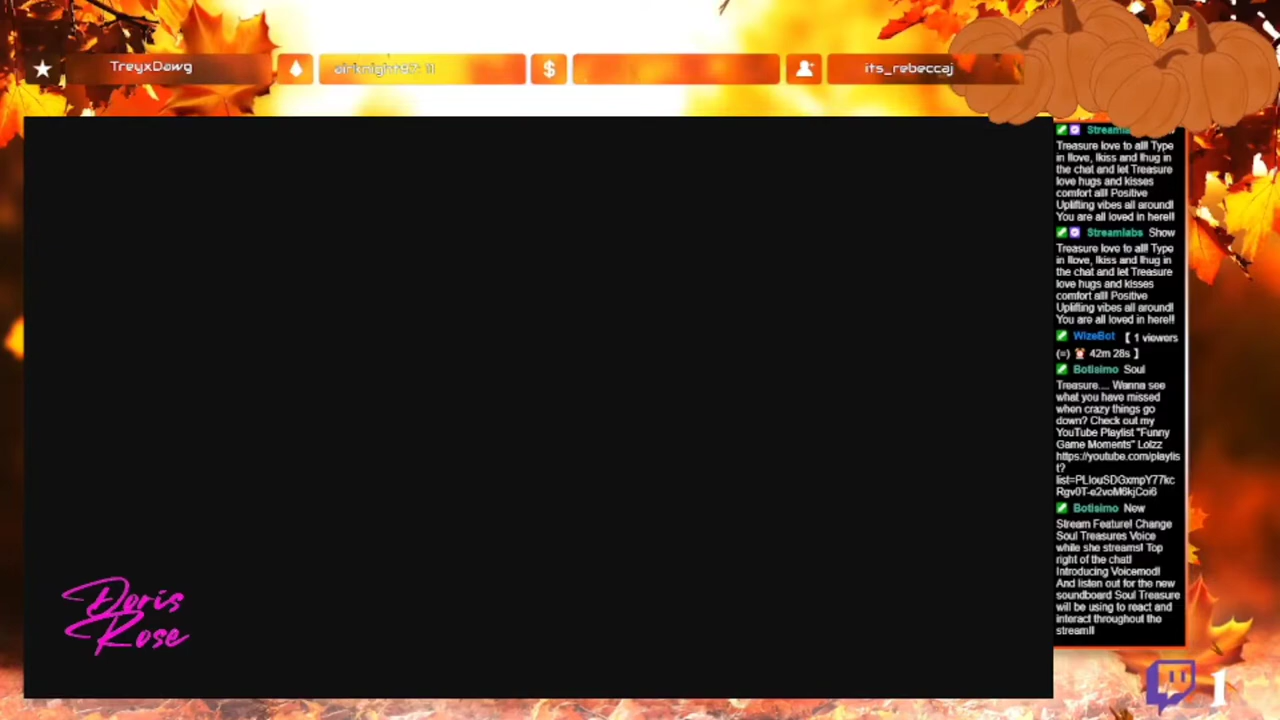 TreyxDawg
$
its_rebeccaj
Treasure love to all! Type
in !love, !kiss and !hug in
the chat and let Treasure
love hugs and kisses
comfort all! Positive
Uplifting vibes all around!
You are all loved in here!!
Streamlabs Show
Treasure love to all! Type
in !love, !kiss and !hug in
the chat and let Treasure
love hugs and kisses
comfort all! Positive
Uplifting vibes all around!
You are all loved in here!!
WizeBot 【 1 viewers
(=) ⏰ 42m 28s 】
Botisimo Soul
Treasure.... Wanna see
what you have missed
when crazy things go
down? Check out my
YouTube Playlist "Funny
Game Moments" Lolzz
https://youtube.com/playlis
t?
Botisimo New
Stream Feature! Change
Soul Treasures Voice
while she streams! Top
right of the chat!
Introducing Voicemod!
And listen out for the new
soundboard Soul Treasure
will be using to react and
interact throughout the
stream!!
Doris
Rose
1